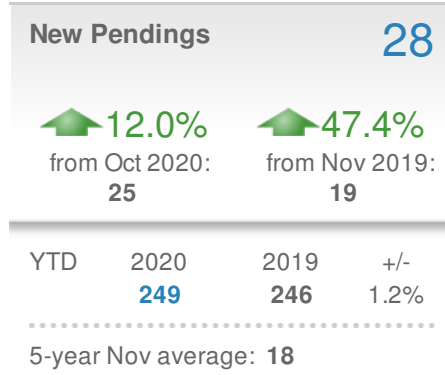 New Pendings 28
12.0% 47.4%
from Oct 2020: from Nov 2019:
25 19
YTD 2020 2019 +/-
249 246 1.2%
5-year Nov average: 18